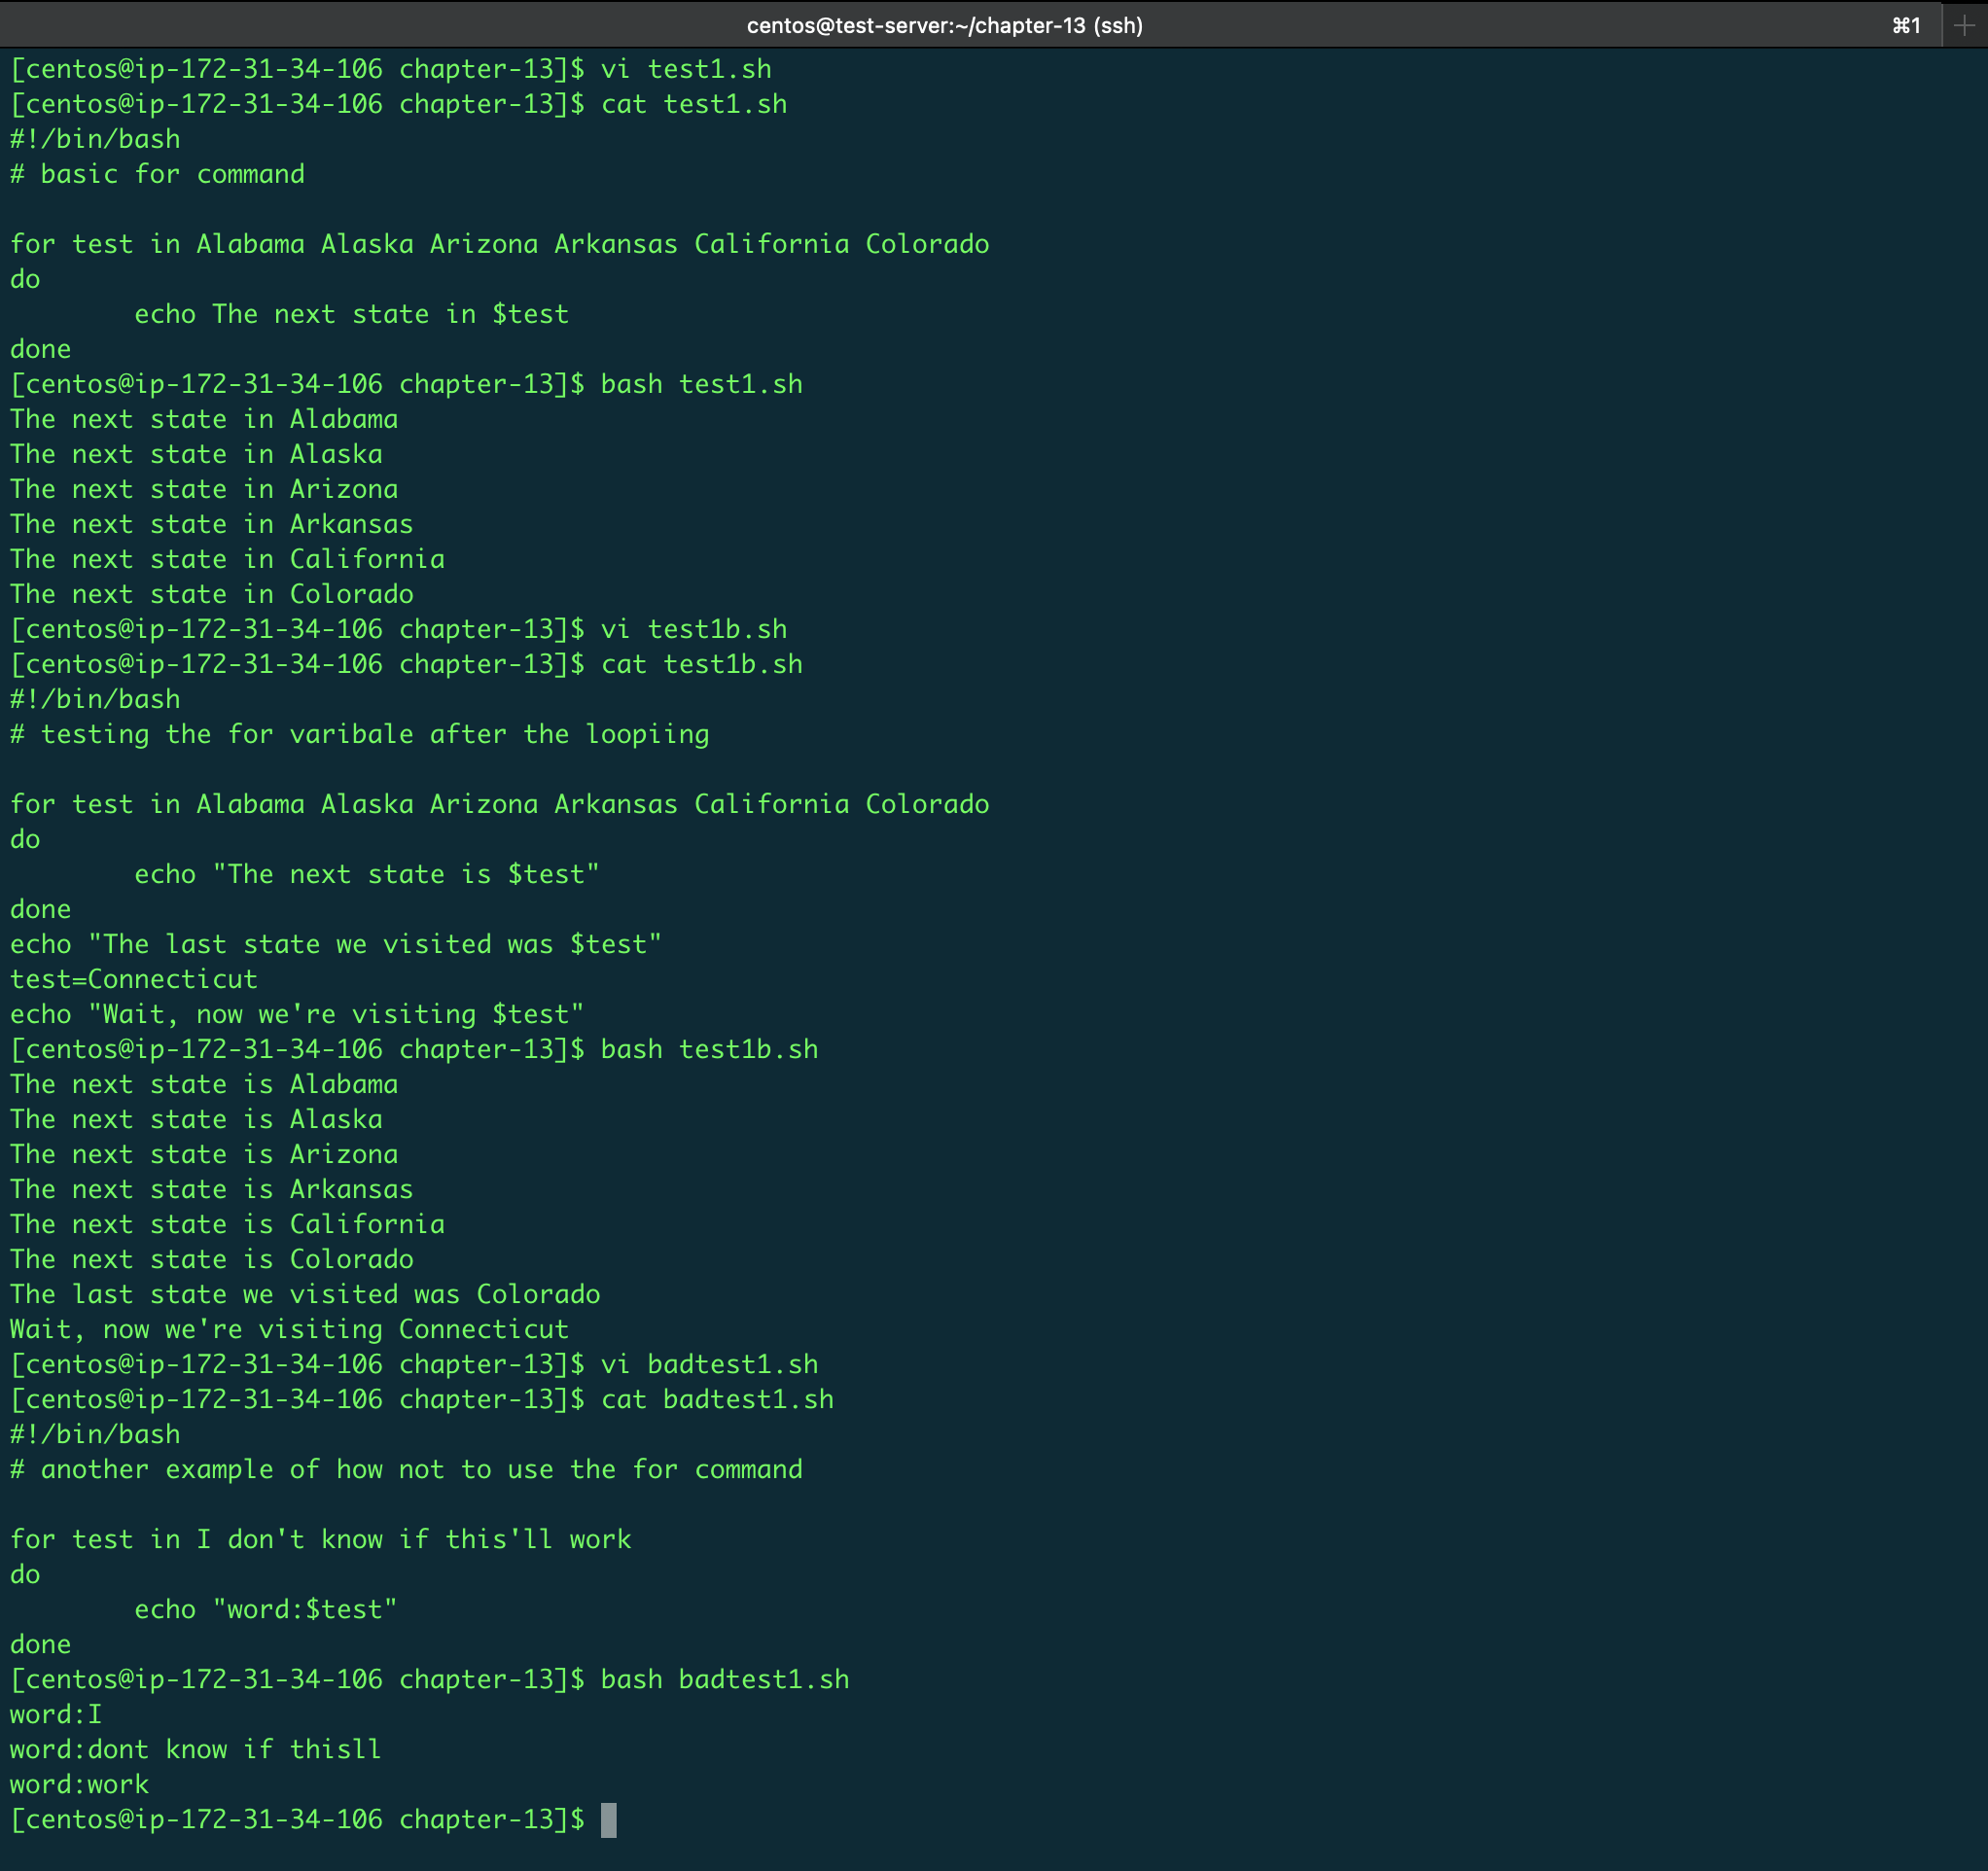 centos@test-server:~/chapter-13 (ssh) ⌘1 +
[centos@ip-172-31-34-106 chapter-13]$ vi test1.sh
[centos@ip-172-31-34-106 chapter-13]$ cat test1.sh
#!/bin/bash
# basic for command
for test in Alabama Alaska Arizona Arkansas California Colorado
do
        echo The next state in $test
done
[centos@ip-172-31-34-106 chapter-13]$ bash test1.sh
The next state in Alabama
The next state in Alaska
The next state in Arizona
The next state in Arkansas
The next state in California
The next state in Colorado
[centos@ip-172-31-34-106 chapter-13]$ vi test1b.sh
[centos@ip-172-31-34-106 chapter-13]$ cat test1b.sh
#!/bin/bash
# testing the for varibale after the loopiing
for test in Alabama Alaska Arizona Arkansas California Colorado
do
        echo "The next state is $test"
done
echo "The last state we visited was $test"
test=Connecticut
echo "Wait, now we're visiting $test"
[centos@ip-172-31-34-106 chapter-13]$ bash test1b.sh
The next state is Alabama
The next state is Alaska
The next state is Arizona
The next state is Arkansas
The next state is California
The next state is Colorado
The last state we visited was Colorado
Wait, now we're visiting Connecticut
[centos@ip-172-31-34-106 chapter-13]$ vi badtest1.sh
[centos@ip-172-31-34-106 chapter-13]$ cat badtest1.sh
#!/bin/bash
# another example of how not to use the for command
for test in I don't know if this'll work
do
        echo "word:$test"
done
[centos@ip-172-31-34-106 chapter-13]$ bash badtest1.sh
word:I
word:dont know if thisll
word:work
[centos@ip-172-31-34-106 chapter-13]$